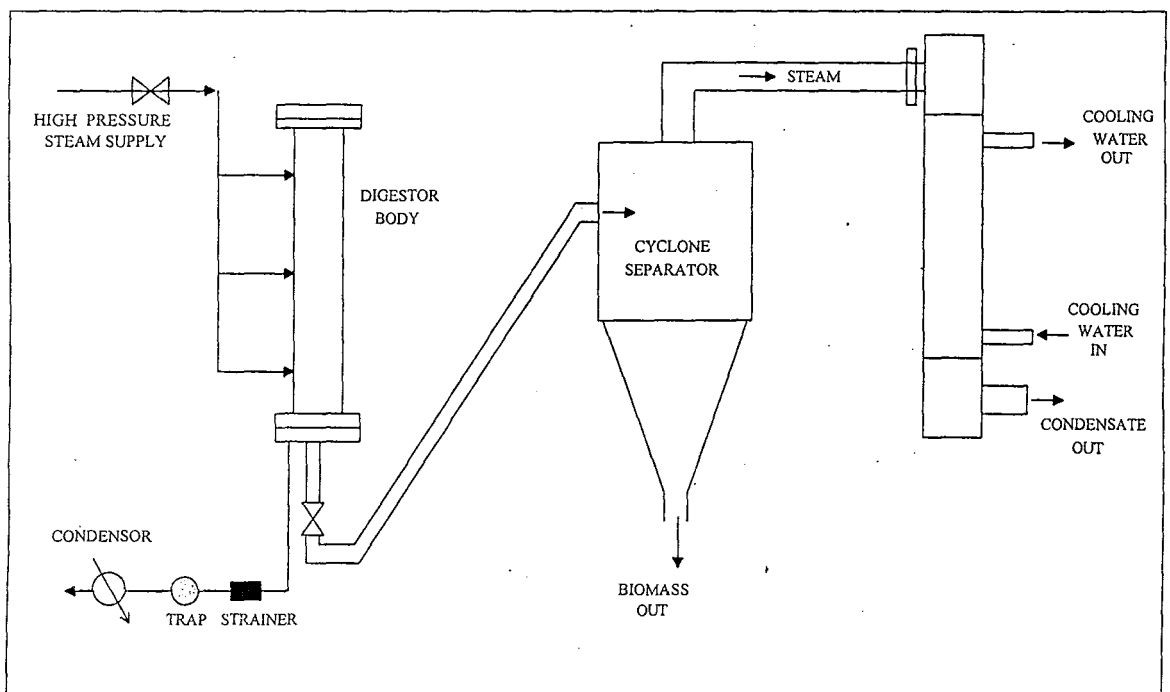 HIGH PRESSURE
STEAM SUPPLY
DIGESTOR
BODY
STEAM
CYCLONE
SEPARATOR
COOLING
WATER
OUT
COOLING
WATER
IN
CONDENSATE
OUT
CONDENSOR
TRAP
STRAINER
BIOMASS
OUT